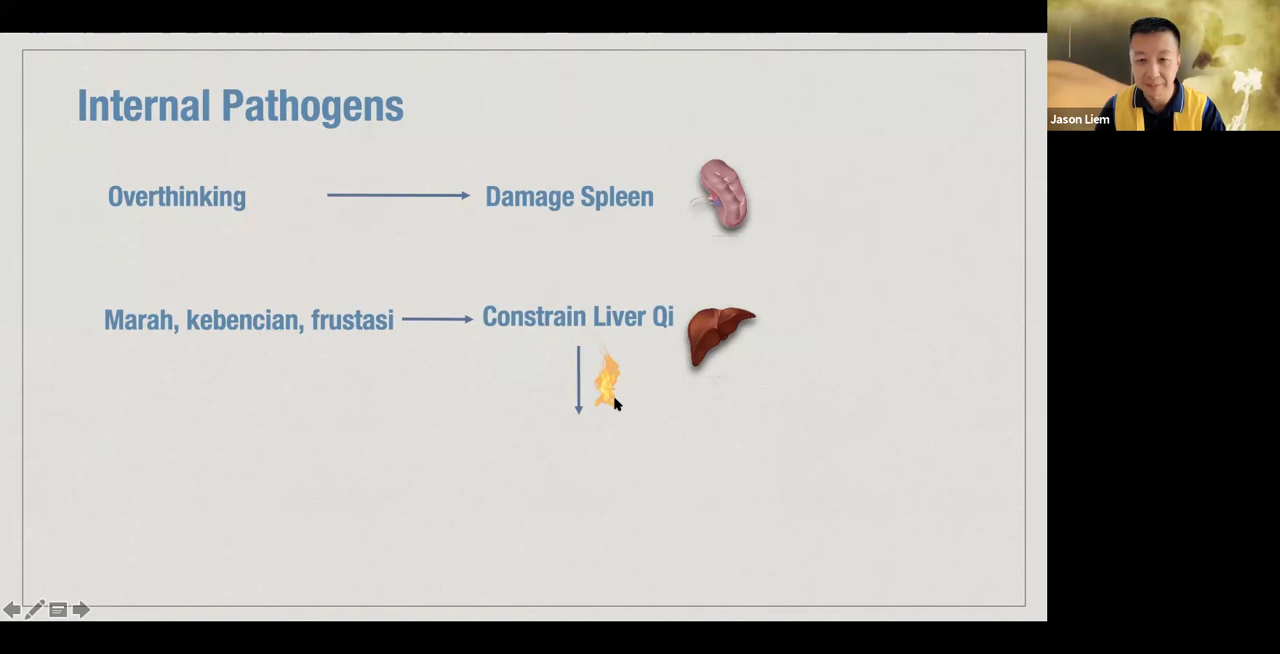 Internal Pathogens
Overthinking
Damage Spleen
Marah, kebencian, frustasi
Constrain Liver Qi
Jason Liem